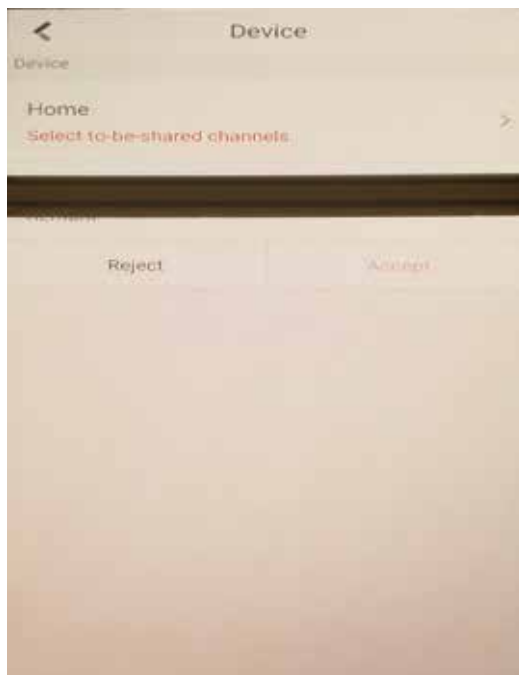 Device
Device
Home
Select to-be-shared channels
Reject
Accept